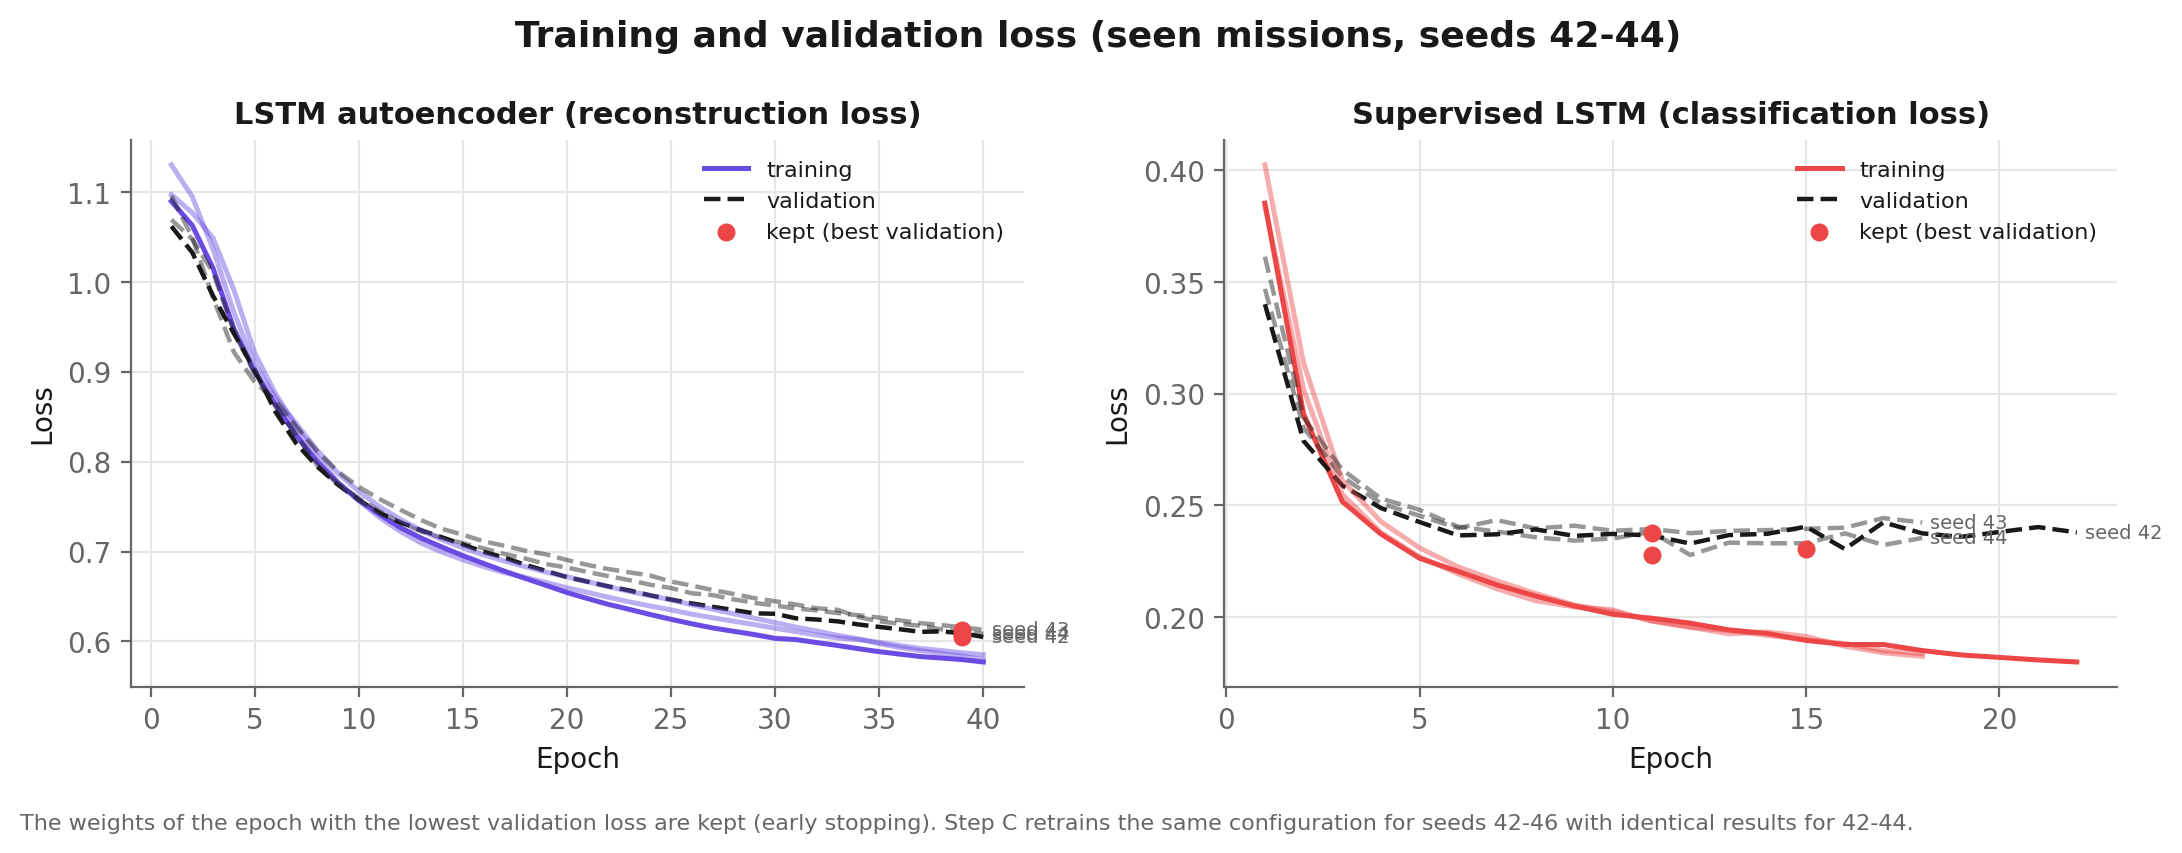 Training and validation loss (seen missions, seeds 42-44)
LSTM autoencoder (reconstruction loss)
training
validation
kept (best validation)
Loss
1.1
1.0
0.9
0.8
0.7
0.6
seed 43
seed 44
seed 42
0 5 10 15 20 25 30 35 40
Epoch
Supervised LSTM (classification loss)
training
validation
kept (best validation)
Loss
0.40
0.35
0.30
0.25
0.20
seed 43
seed 44
seed 42
0 5 10 15 20
Epoch
The weights of the epoch with the lowest validation loss are kept (early stopping). Step C retrains the same configuration for seeds 42-46 with identical results for 42-44.